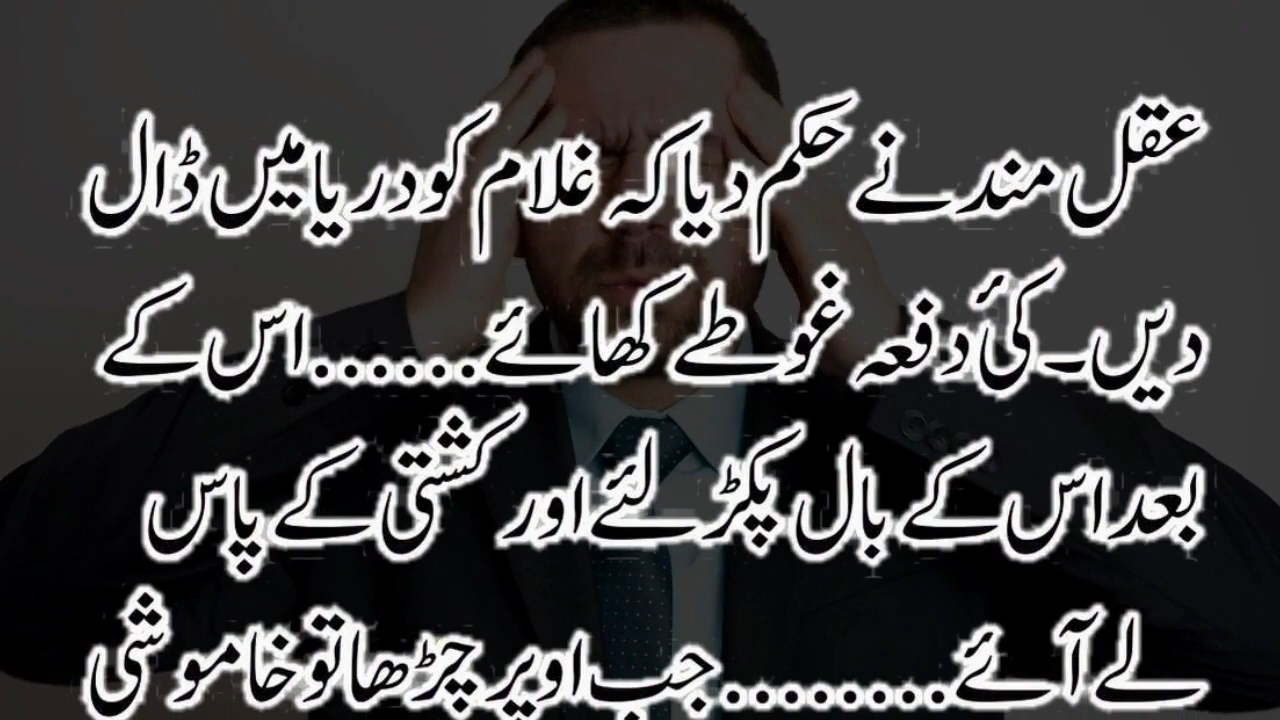 عقل مند نے حکم دیا کہ غلام کو دریا میں ڈال
دیں۔ کئی دفعہ غوطے کھائے......اس کے
بعد اس کے بال پکڑ لئے اور کشتی کے پاس
لے آئے.........جب اوپر چڑھا تو خاموشی